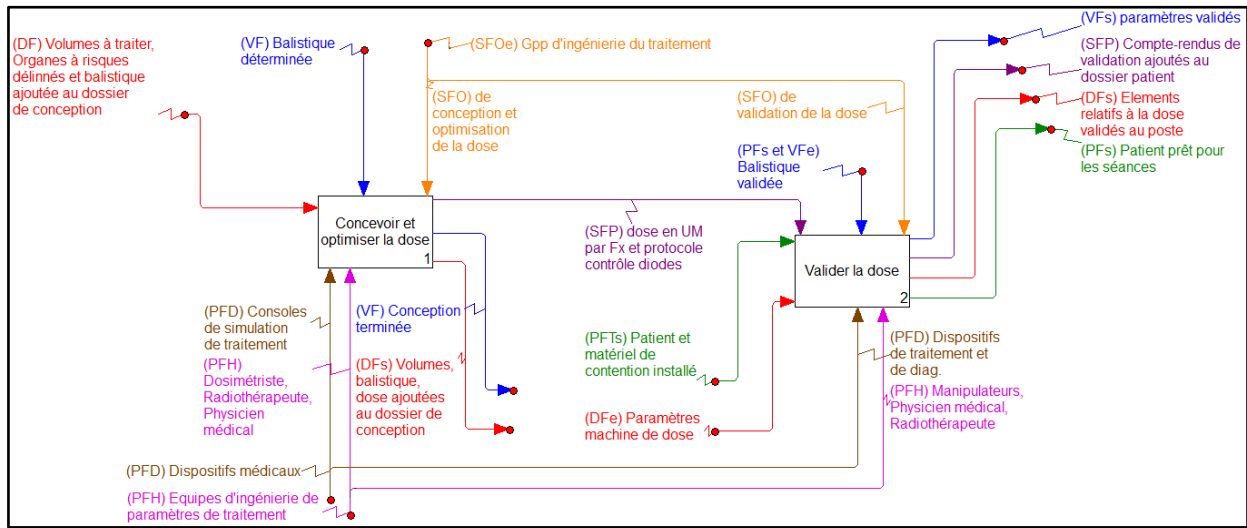 (DF) Volumes à traiter,
Organes à risques
délinnés et balistique
ajoutée au dossier
de conception
(VF) Balistique
déterminée
(SFOe) Gpp d'ingénierie du traitement
(SFO) de
conception et
optimisation
de la dose
(SFO) de
validation de la dose
(PFs et VFe)
Balistique
validée
(VFs) paramètres validés
(SFP) Compte-rendus de
validation ajoutés au
dossier patient
(DFs) Elements
relatifs à la dose
validés au poste
(PFs) Patient prêt pour
les séances
Concevoir et
optimiser la dose
1
(SFP) dose en UM
par Fx et protocole
contrôle diodes
Valider la dose
2
(PFD) Consoles
de simulation
de traitement
(PFH)
Dosimétriste,
Radiothérapeute,
Physicien
médical
(VF) Conception
terminée
(DFs) Volumes,
balistique,
dose ajoutées
au dossier de
conception
(PFTs) Patient et
matériel de
contention installé
(DFe) Paramètres
machine de dose
(PFD) Dispositifs
de traitement et
de diag.
(PFH) Manipulateurs,
Physicien médical,
Radiothérapeute
(PFD) Dispositifs médicaux
(PFH) Equipes d'ingénierie de
paramètres de traitement